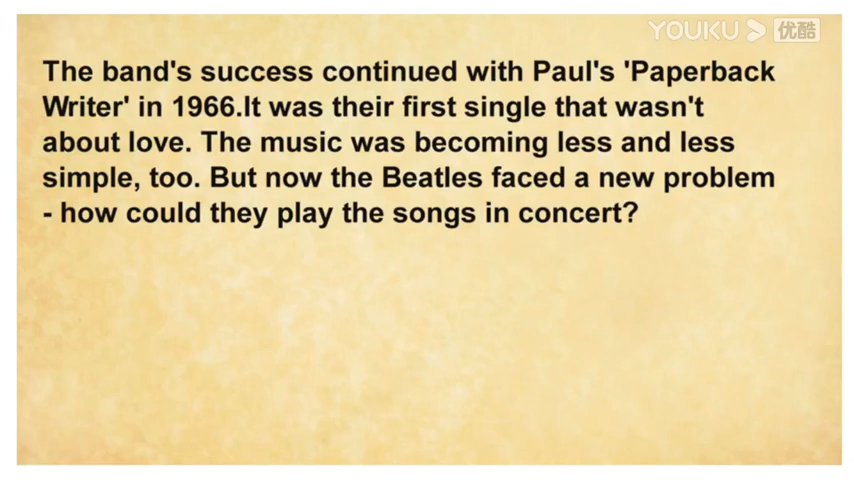 YOUKU 优酷
The band's success continued with Paul's 'Paperback
Writer' in 1966.It was their first single that wasn't
about love. The music was becoming less and less
simple, too. But now the Beatles faced a new problem
- how could they play the songs in concert?